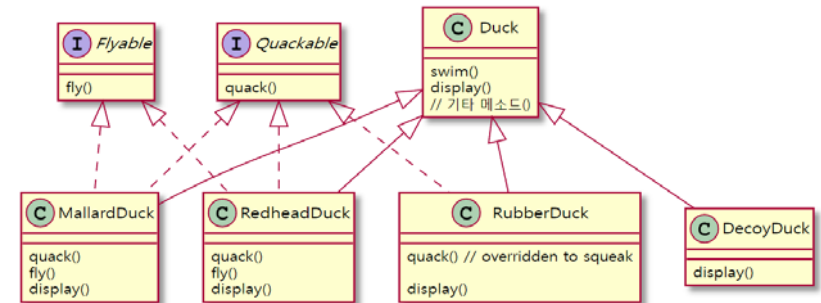 I Flyable
fly()
I Quackable
quack()
C Duck
swim()
display()
// 기타 메소드()
C MallardDuck
quack()
fly()
display()
C RedheadDuck
quack()
fly()
display()
C RubberDuck
quack() // overridden to squeak
display()
C DecoyDuck
display()